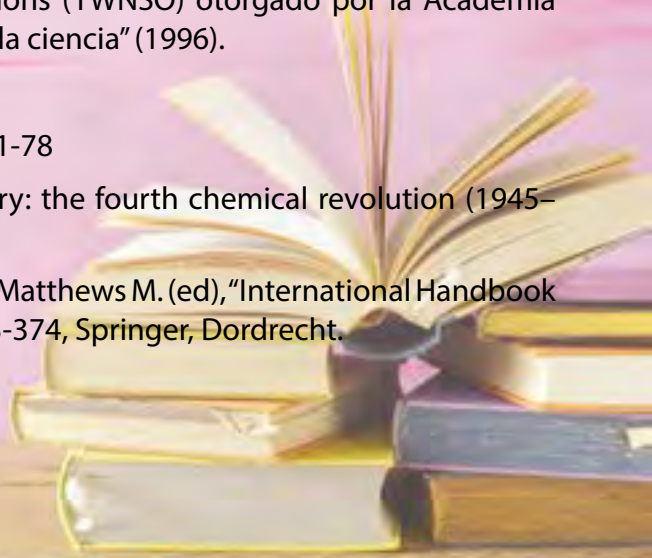 ions (TWNSO) otorgado por la Academia
la ciencia” (1996).
1-78
ry: the fourth chemical revolution (1945–
Matthews M. (ed), “International Handbook
-374, Springer, Dordrecht.